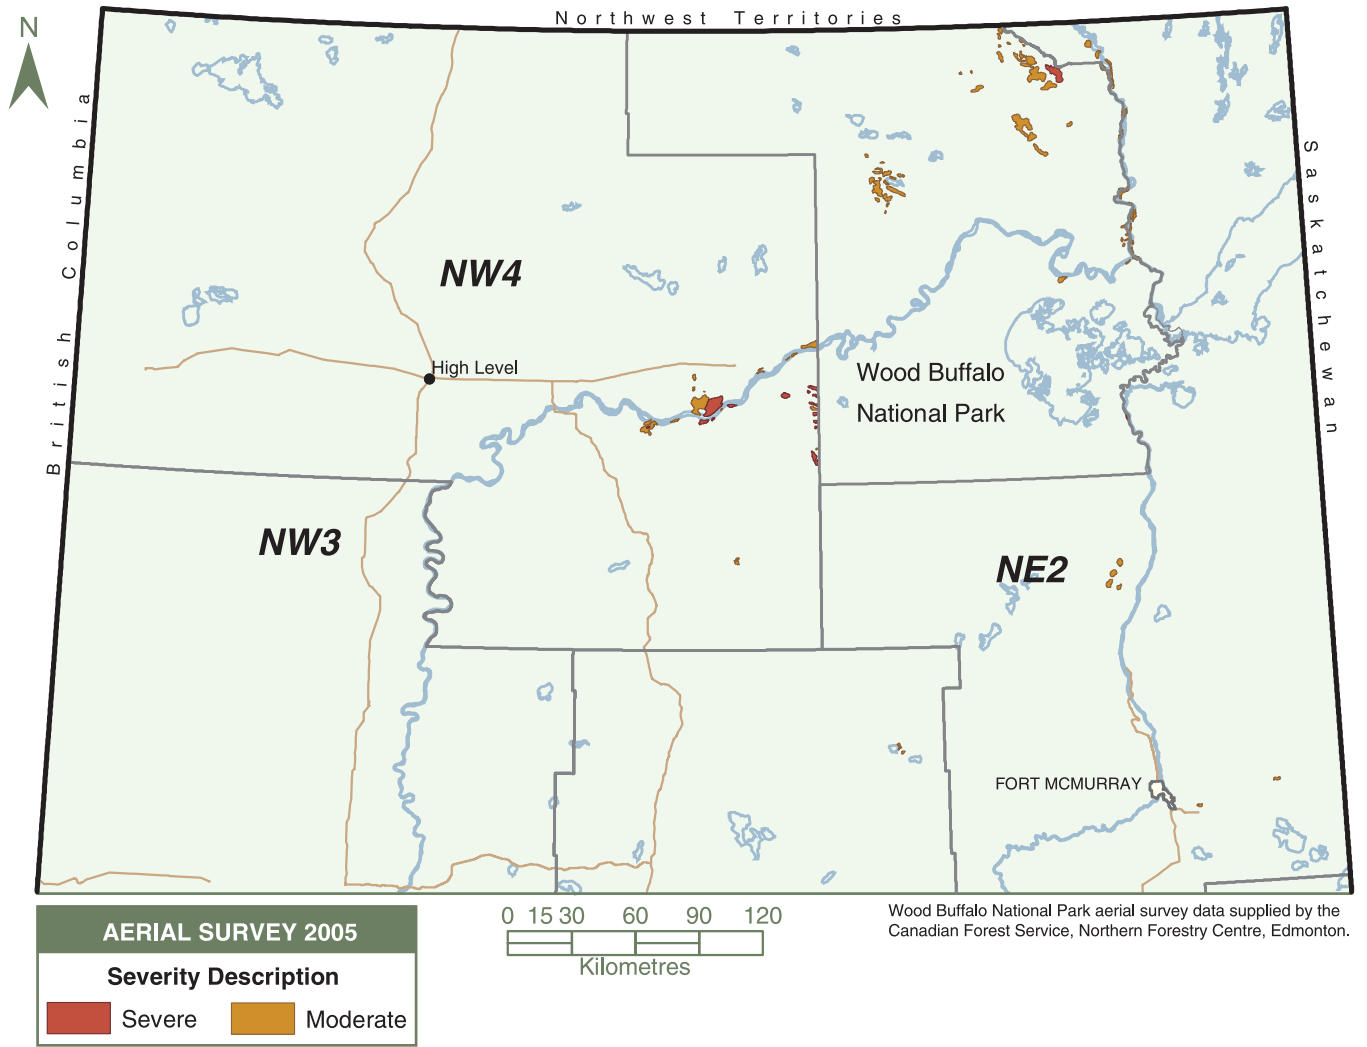 Northwest Territories
N
British Columbia
Saskatchewan
NW4
High Level
Wood Buffalo
National Park
NW3
NE2
FORT MCMURRAY
AERIAL SURVEY 2005
Severity Description
Severe
Moderate
0 15 30 60 90 120
Kilometres
Wood Buffalo National Park aerial survey data supplied by the
Canadian Forest Service, Northern Forestry Centre, Edmonton.